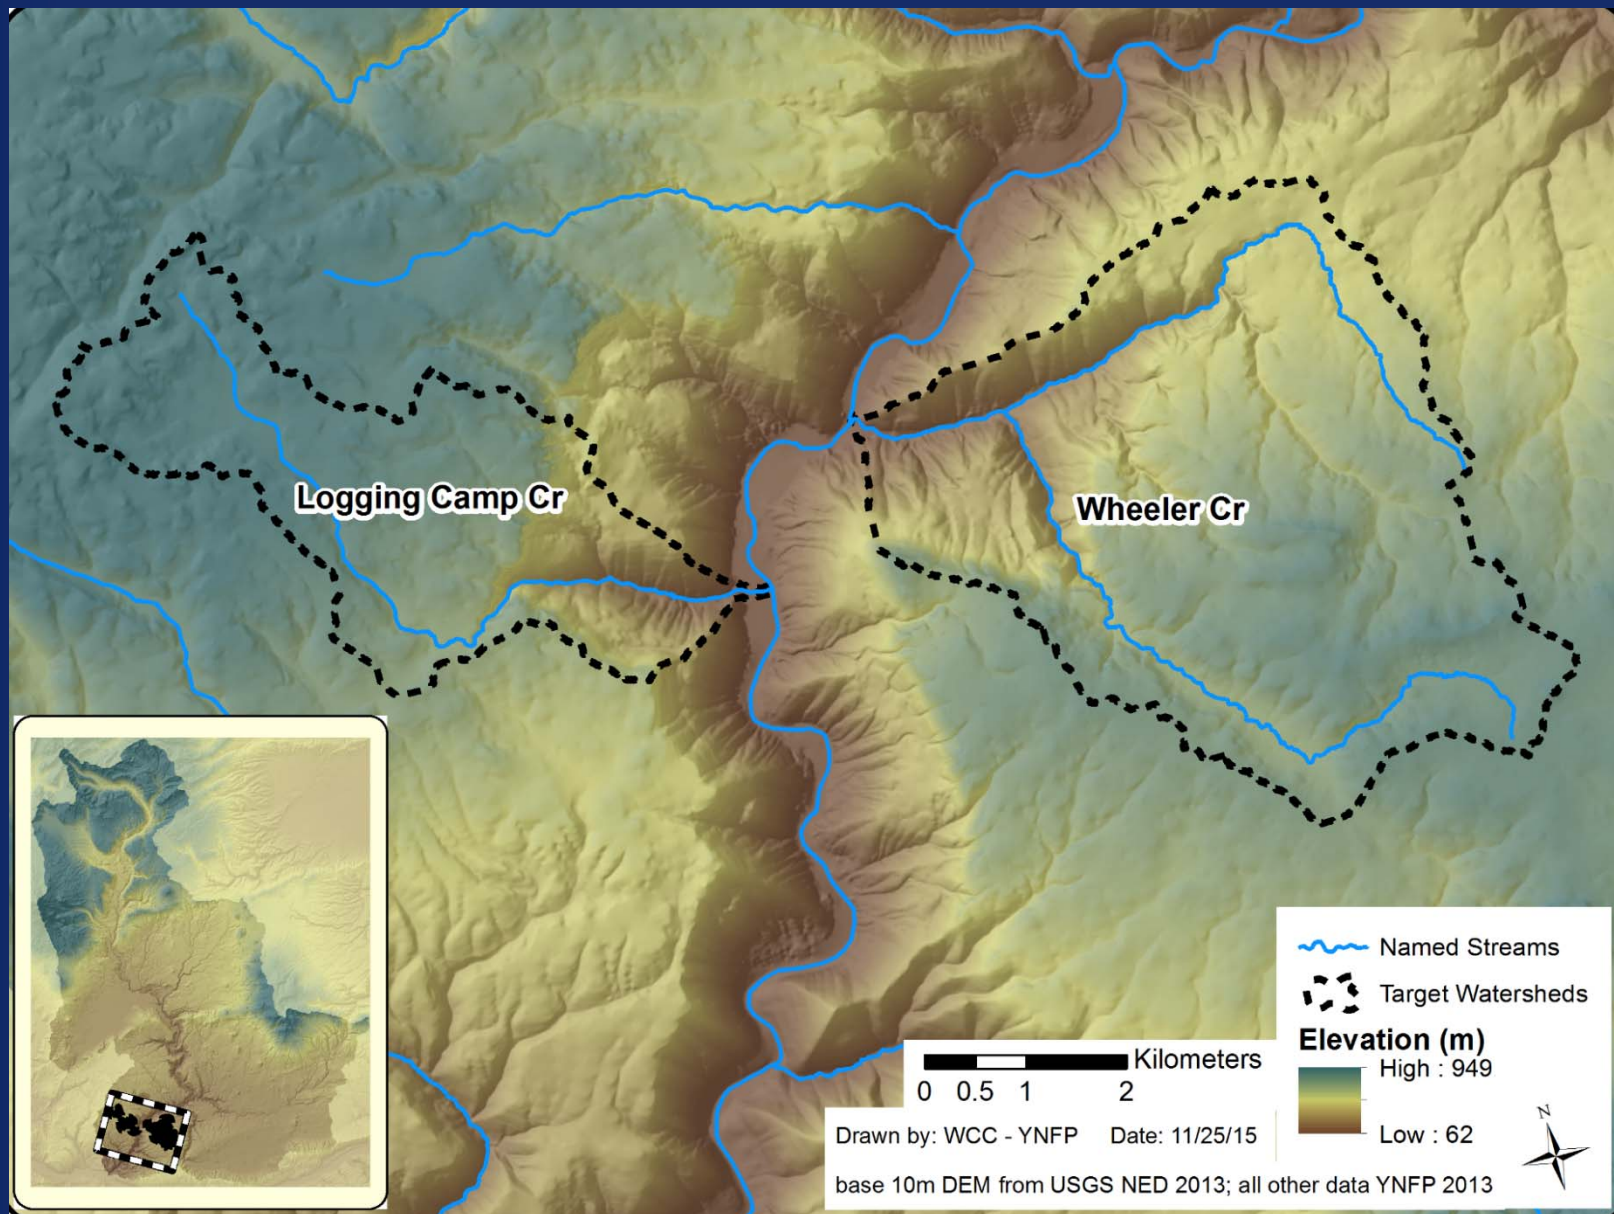 Logging Camp Cr
Wheeler Cr
Named Streams
Target Watersheds
Elevation (m)
High : 949
Low : 62
Kilometers
0 0.5 1 2
N
Drawn by: WCC - YNFP Date: 11/25/15
base 10m DEM from USGS NED 2013; all other data YNFP 2013